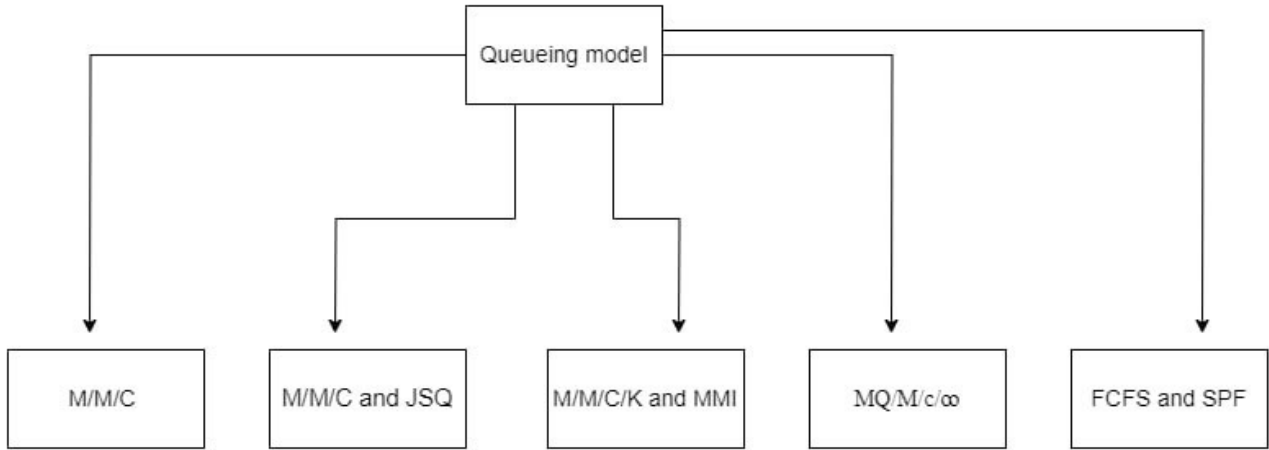 Queueing model
M/M/C
M/M/C and JSQ
M/M/C/K and MMI
MQ/M/c/∞
FCFS and SPF